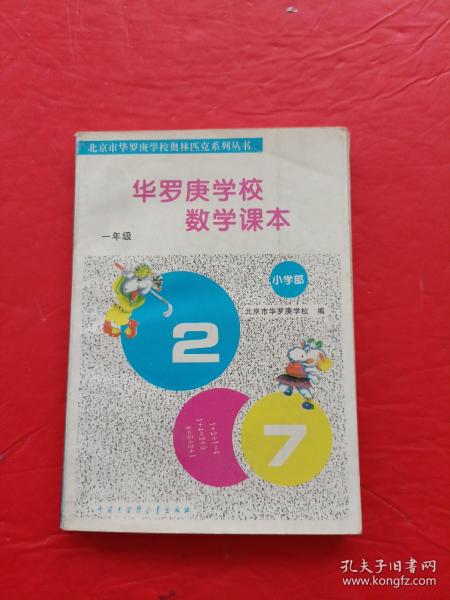 北京市华罗庚学校奥林匹克系列丛书
华罗庚学校
数学课本
一年级
小学部
北京市华罗庚学校 编
2
7
孔夫子旧书网
www.kongfz.com